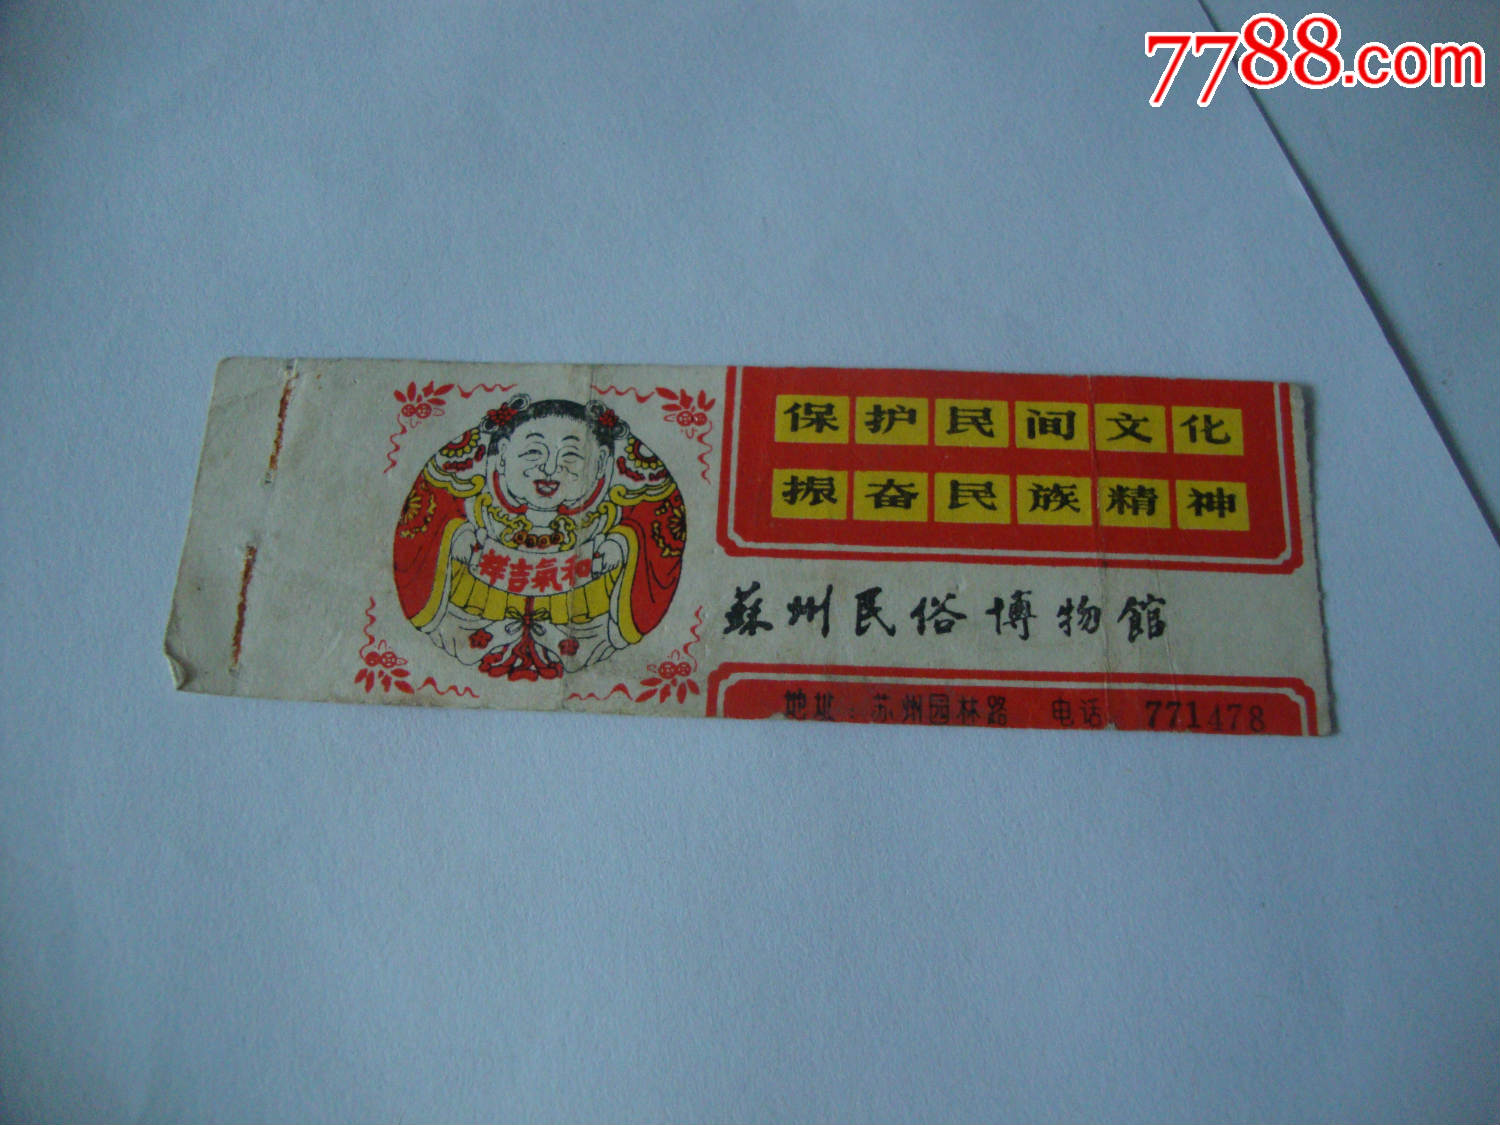 7788.com
保护民间文化
振奋民族精神
祥吉氣和
蘇州民俗博物館
地址：苏州园林路 电话：771478